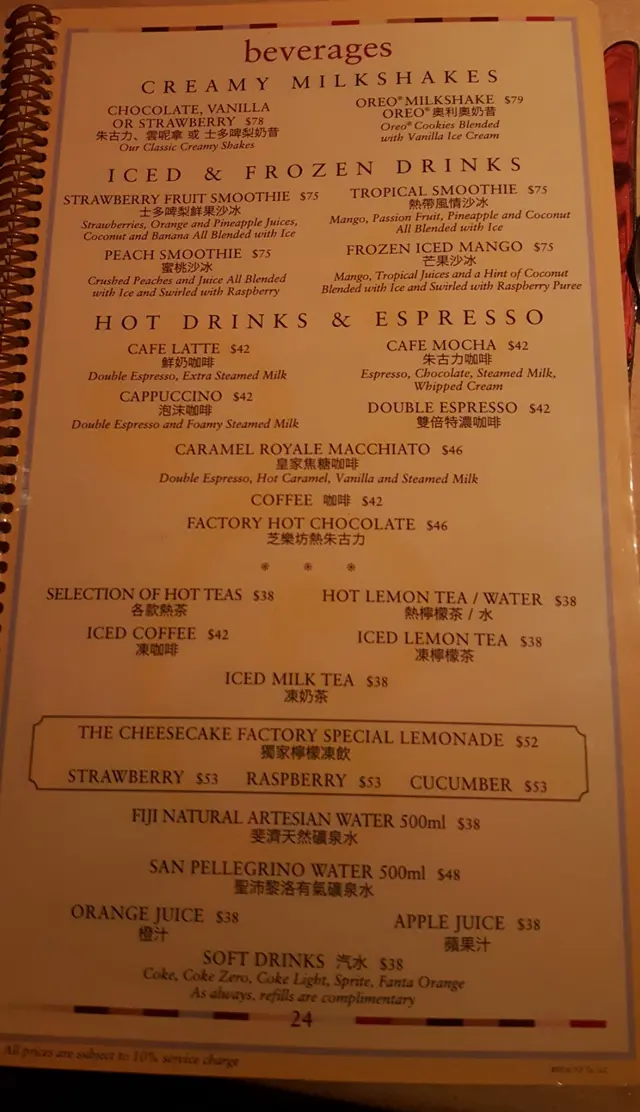 beverages
CREAMY MILKSHAKES
CHOCOLATE, VANILLA
OR STRAWBERRY $78
朱古力、雲呢拿 或 士多啤梨奶昔
Our Classic Creamy Shakes
OREO® MILKSHAKE $79
OREO® 奧利奧奶昔
Oreo® Cookies Blended
with Vanilla Ice Cream
ICED & FROZEN DRINKS
STRAWBERRY FRUIT SMOOTHIE $75
士多啤梨鮮果沙冰
Strawberries, Orange and Pineapple Juices,
Coconut and Banana All Blended with Ice
TROPICAL SMOOTHIE $75
熱帶風情沙冰
Mango, Passion Fruit, Pineapple and Coconut
All Blended with Ice
PEACH SMOOTHIE $75
蜜桃沙冰
Crushed Peaches and Juice All Blended
with Ice and Swirled with Raspberry
FROZEN ICED MANGO $75
芒果沙冰
Mango, Tropical Juices and a Hint of Coconut
Blended with Ice and Swirled with Raspberry Puree
HOT DRINKS & ESPRESSO
CAFE LATTE $42
鮮奶咖啡
Double Espresso, Extra Steamed Milk
CAFE MOCHA $42
朱古力咖啡
Espresso, Chocolate, Steamed Milk,
Whipped Cream
CAPPUCCINO $42
泡沫咖啡
Double Espresso and Foamy Steamed Milk
DOUBLE ESPRESSO $42
雙倍特濃咖啡
CARAMEL ROYALE MACCHIATO $46
皇家焦糖咖啡
Double Espresso, Hot Caramel, Vanilla and Steamed Milk
COFFEE 咖啡 $42
FACTORY HOT CHOCOLATE $46
芝樂坊熱朱古力
SELECTION OF HOT TEAS $38
各款熱茶
HOT LEMON TEA / WATER $38
熱檸檬茶 / 水
ICED COFFEE $42
凍咖啡
ICED LEMON TEA $38
凍檸檬茶
ICED MILK TEA $38
凍奶茶
THE CHEESECAKE FACTORY SPECIAL LEMONADE $52
獨家檸檬凍飲
STRAWBERRY $53 RASPBERRY $53 CUCUMBER $53
FIJI NATURAL ARTESIAN WATER 500ml $38
斐濟天然礦泉水
SAN PELLEGRINO WATER 500ml $48
聖沛黎洛有氣礦泉水
ORANGE JUICE $38
橙汁
APPLE JUICE $38
蘋果汁
SOFT DRINKS 汽水 $38
Coke, Coke Zero, Coke Light, Sprite, Fanta Orange
As always, refills are complimentary
24
All prices are subject to 10% service charge